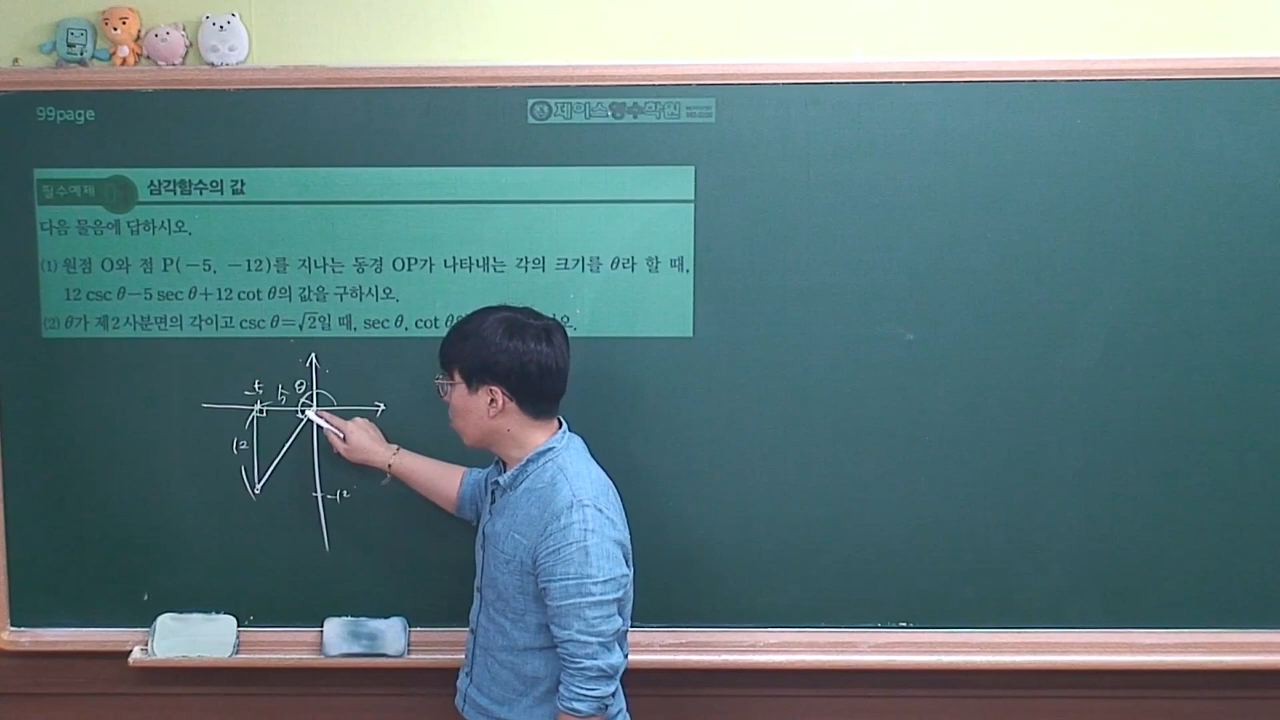 99page
제이스영수학원
필수예제
삼각함수의 값
다음 물음에 답하시오.
(1) 원점 O와 점 P(−5, −12)를 지나는 동경 OP가 나타내는 각의 크기를 θ라 할 때,
12 csc θ−5 sec θ+12 cot θ의 값을 구하시오.
(2) θ가 제2사분면의 각이고 csc θ=√2일 때, sec θ, cot θ
오.
-5 5 θ
12
-12